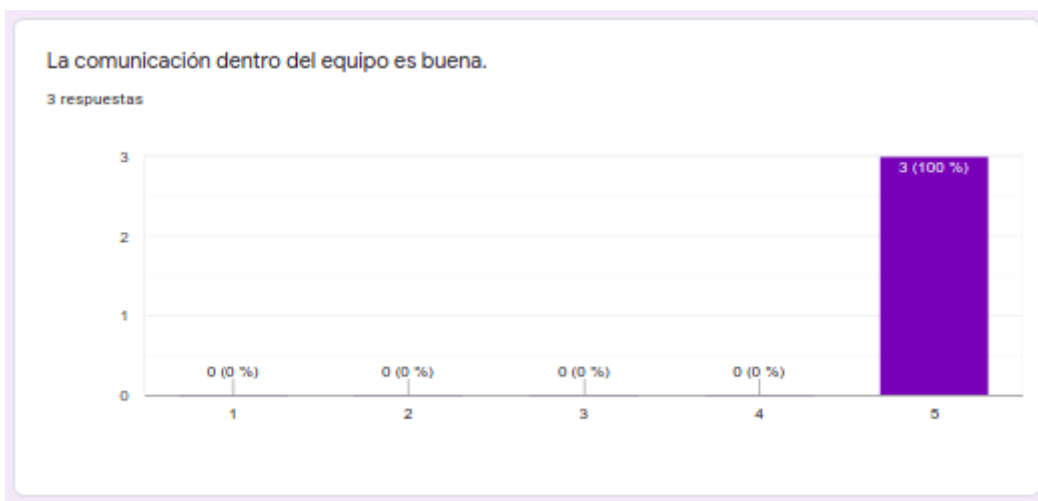 La comunicación dentro del equipo es buena.
3 respuestas
3
3 (100 %)
2
1
0 (0 %)
0 (0 %)
0 (0 %)
0 (0 %)
0
1
2
3
4
5